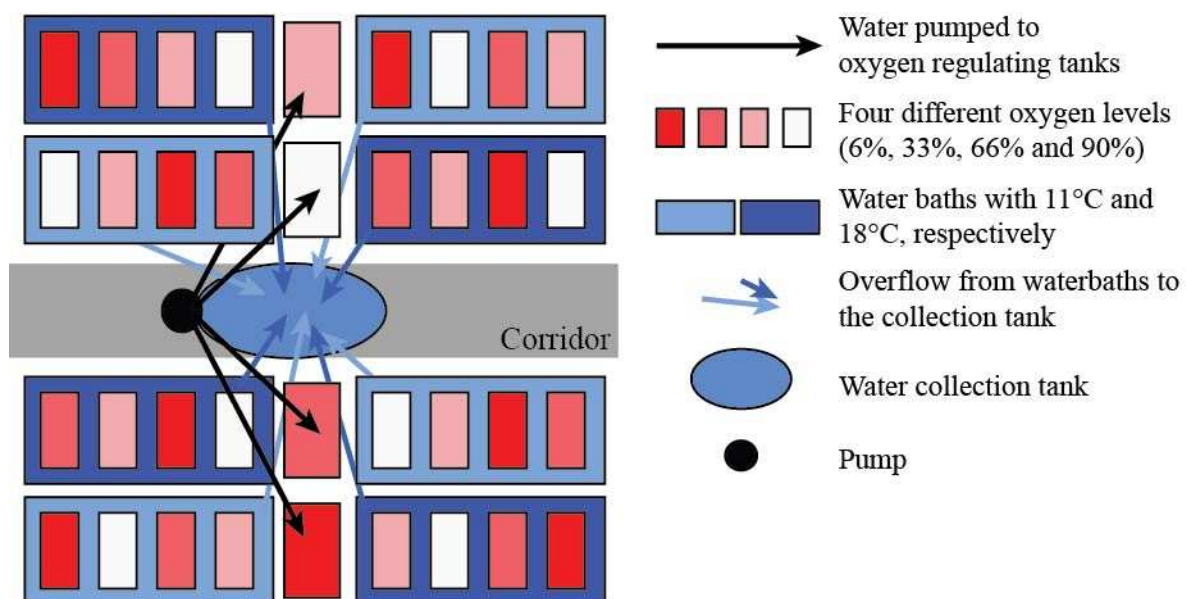 Water pumped to
oxygen regulating tanks
Four different oxygen levels
(6%, 33%, 66% and 90%)
Water baths with 11°C and
18°C, respectively
Overflow from waterbaths to
the collection tank
Corridor
Water collection tank
Pump